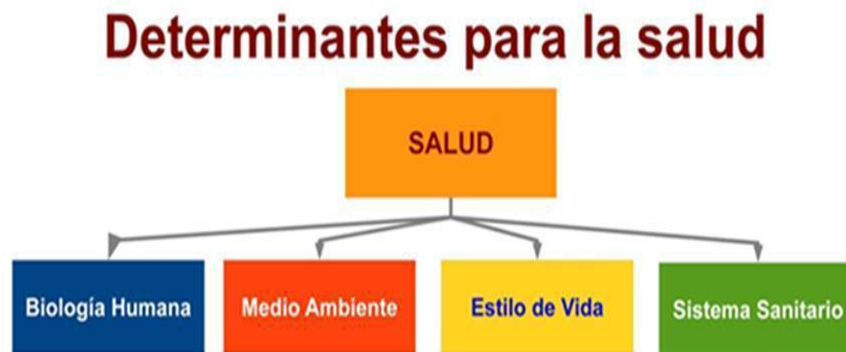 Determinantes para la salud
SALUD
Biología Humana
Medio Ambiente
Estilo de Vida
Sistema Sanitario